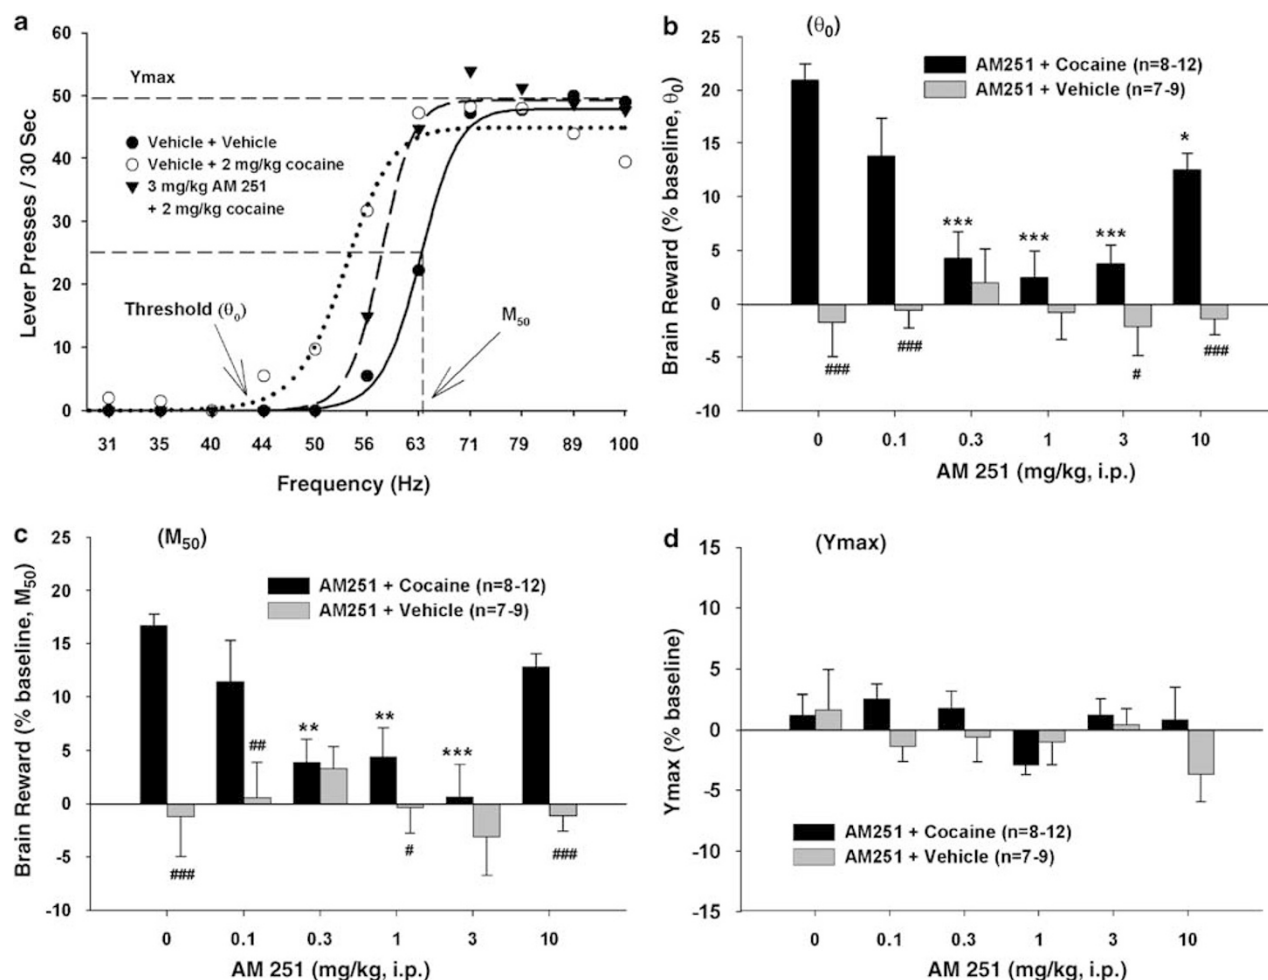 a
60
50
40
30
20
10
0
Lever Presses / 30 Sec
Ymax
Vehicle + Vehicle
Vehicle + 2 mg/kg cocaine
3 mg/kg AM 251
+ 2 mg/kg cocaine
Threshold (θ0)
M50
31 35 40 44 50 56 63 71 79 89 100
Frequency (Hz)
b
(θ0)
25
20
15
10
5
0
-5
-10
Brain Reward (% baseline, θ0)
AM251 + Cocaine (n=8-12)
AM251 + Vehicle (n=7-9)
*** *** *** *
### ### # ###
0 0.1 0.3 1 3 10
AM 251 (mg/kg, i.p.)
c
(M50)
25
20
15
10
5
0
-5
-10
Brain Reward (% baseline, M50)
AM251 + Cocaine (n=8-12)
AM251 + Vehicle (n=7-9)
** ** ***
### ## # ###
0 0.1 0.3 1 3 10
AM 251 (mg/kg, i.p.)
d
(Ymax)
15
10
5
0
-5
-10
-15
Ymax (% baseline)
AM251 + Cocaine (n=8-12)
AM251 + Vehicle (n=7-9)
0 0.1 0.3 1 3 10
AM 251 (mg/kg, i.p.)